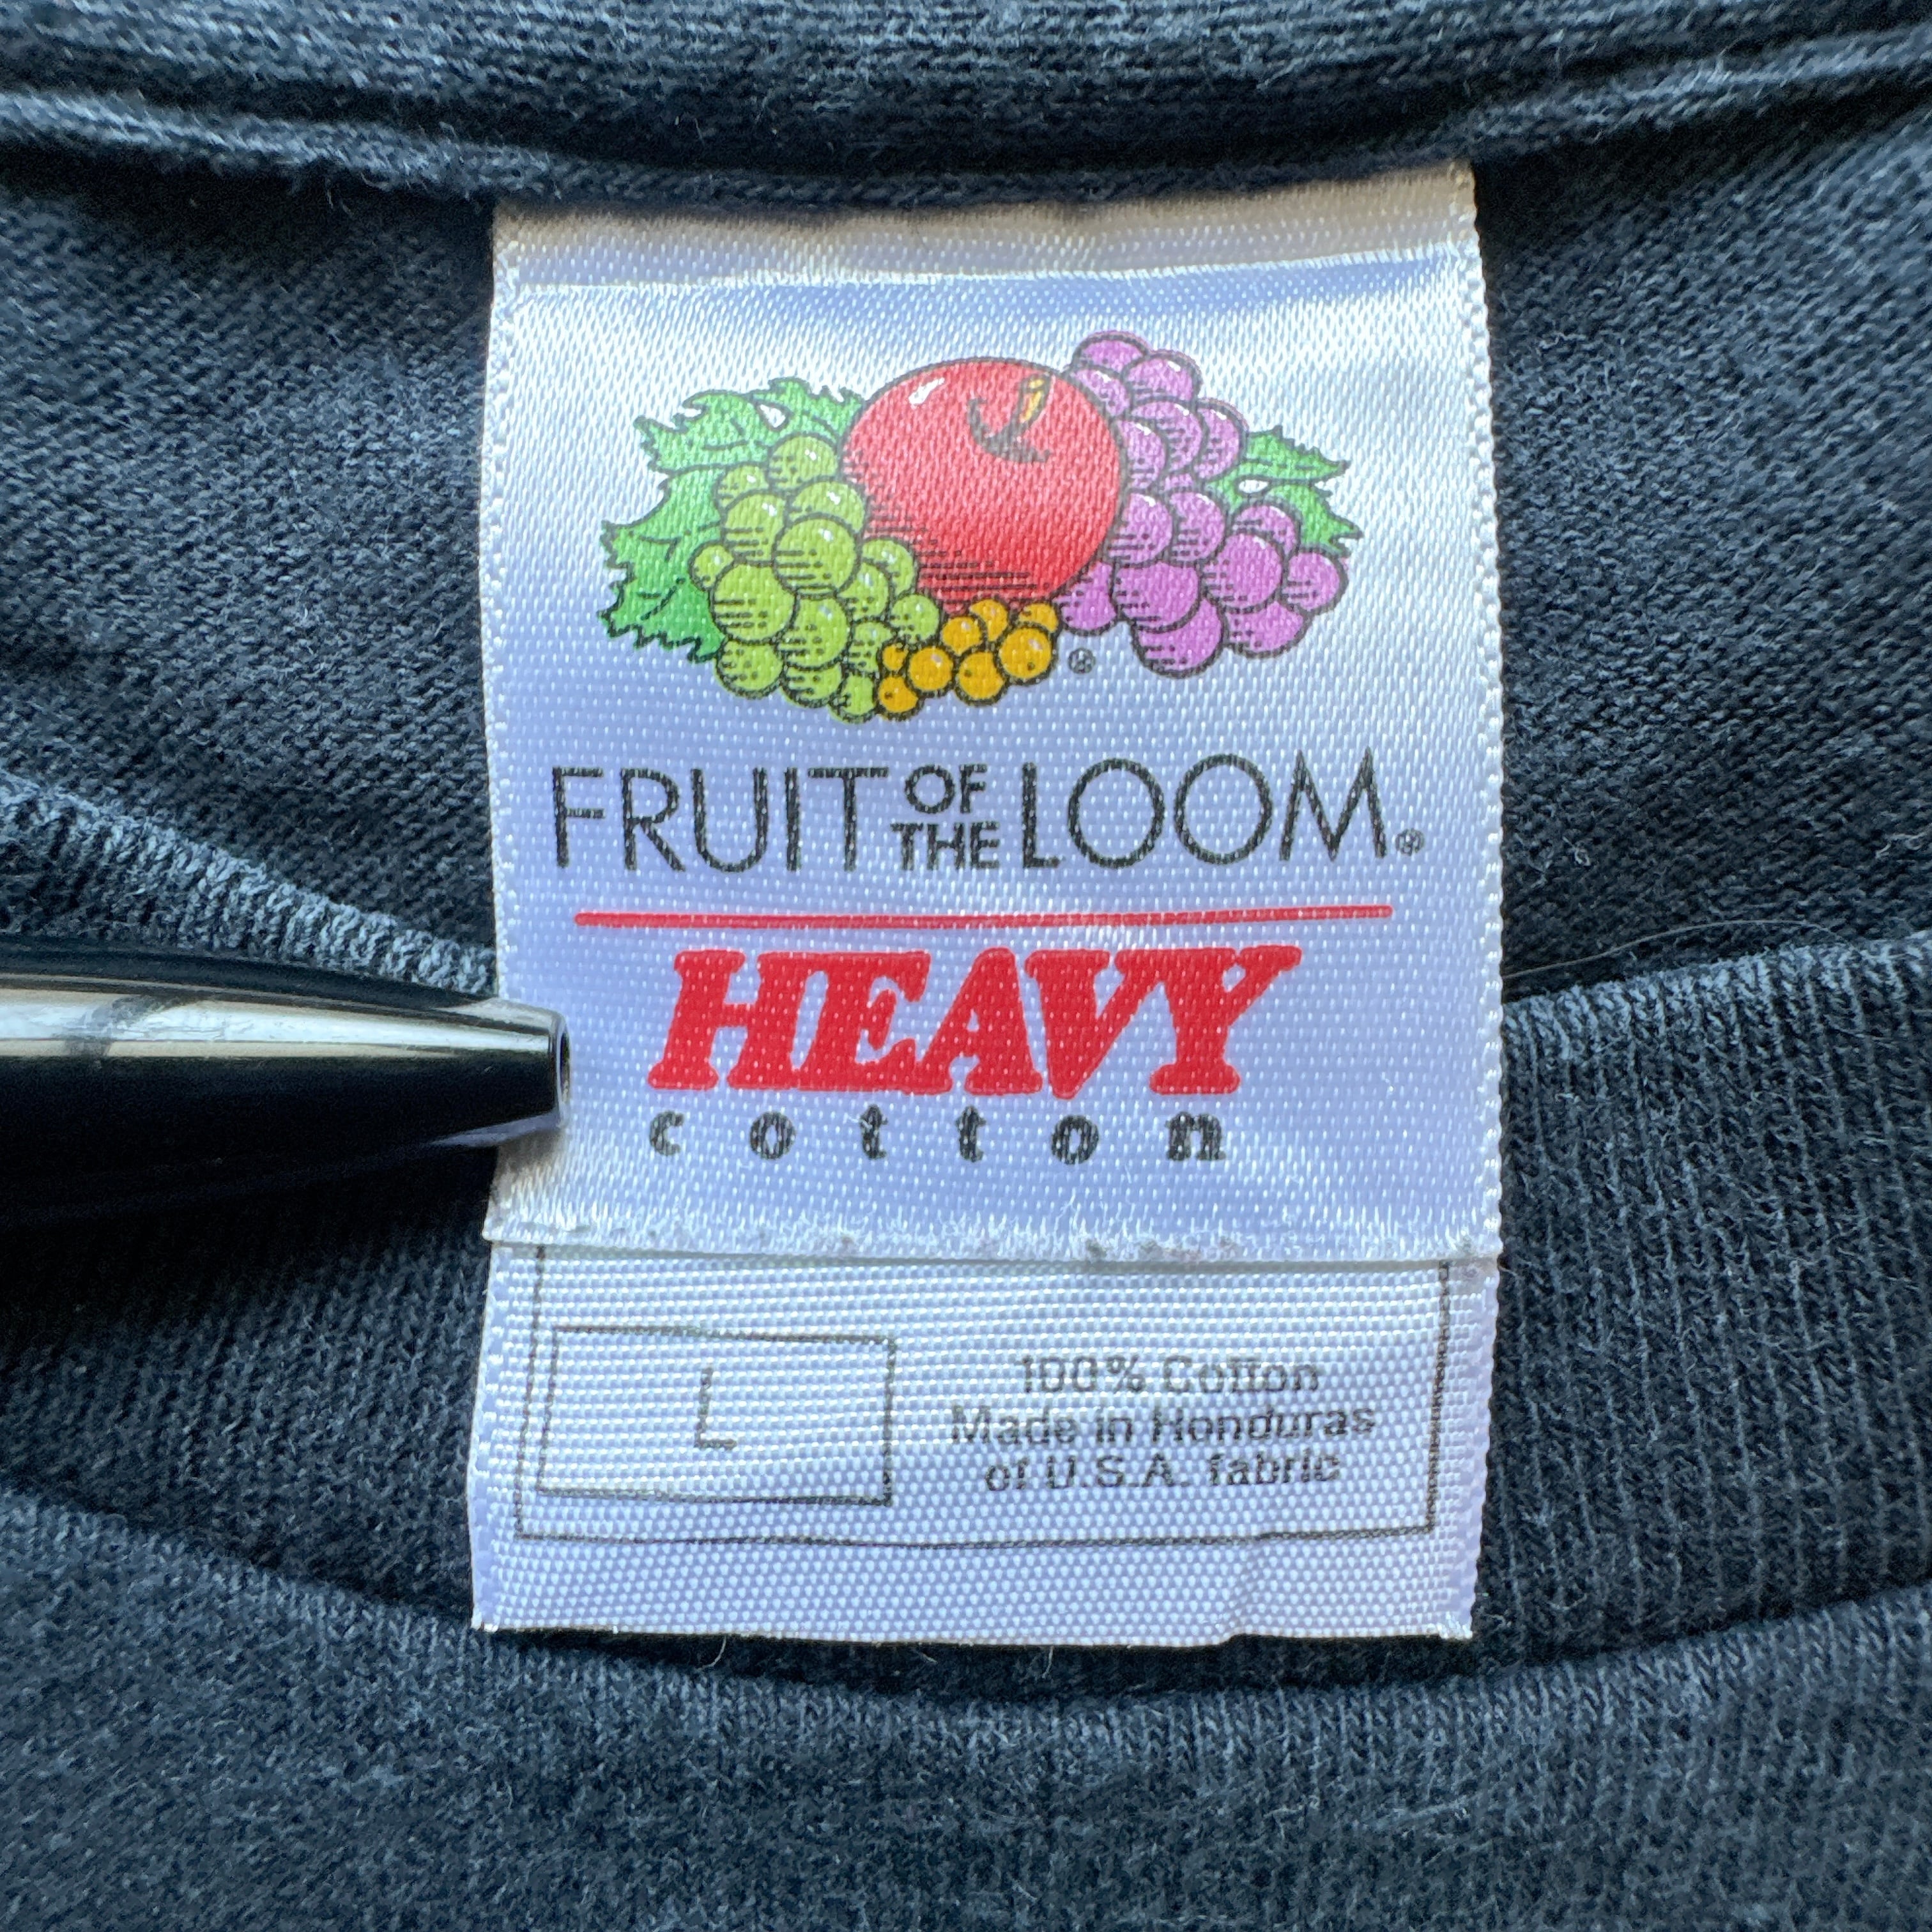 FRUIT OF THE LOOM®
HEAVY
cotton
L
100% Cotton
Made in Honduras
of U.S.A. fabric